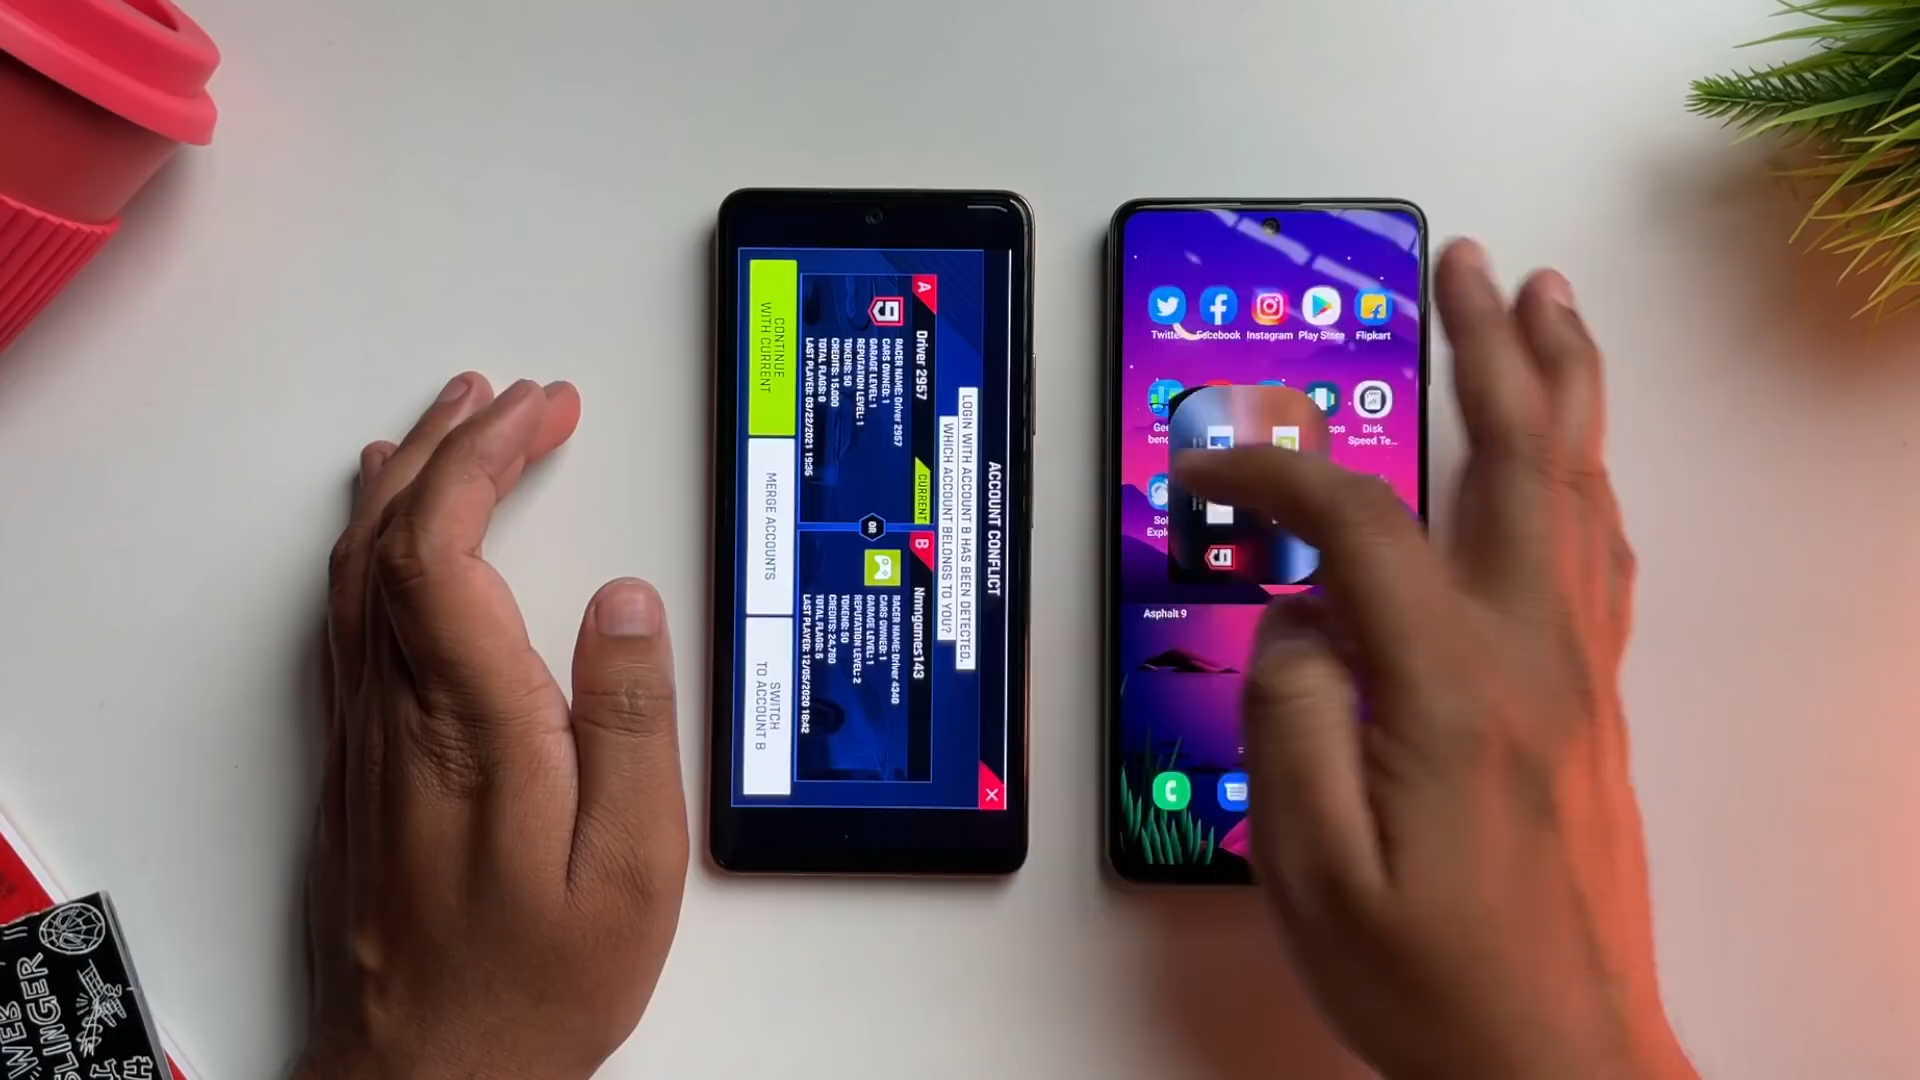 ACCOUNT CONFLICT
LOGIN WITH ACCOUNT B HAS BEEN DETECTED.
WHICH ACCOUNT BELONGS TO YOU?
A
Driver 2957
CURRENT
RACER NAME: Driver 2957
CARS OWNED: 1
GARAGE LEVEL: 1
REPUTATION LEVEL: 1
TOKENS: 50
CREDITS: 15,000
TOTAL FLAGS: 0
LAST PLAYED: 03/22/2021 19:35
OR
B
Nmngames143
RACER NAME: Driver 4340
CARS OWNED: 1
GARAGE LEVEL: 1
REPUTATION LEVEL: 2
TOKENS: 50
CREDITS: 24,780
TOTAL FLAGS: 5
LAST PLAYED: 12/05/2020 18:42
CONTINUE
WITH CURRENT
MERGE ACCOUNTS
SWITCH
TO ACCOUNT B
X
Facebook
Instagram
Play Store
Flipkart
Disk
Speed Te...
Asphalt 9
WEB
SLINGER